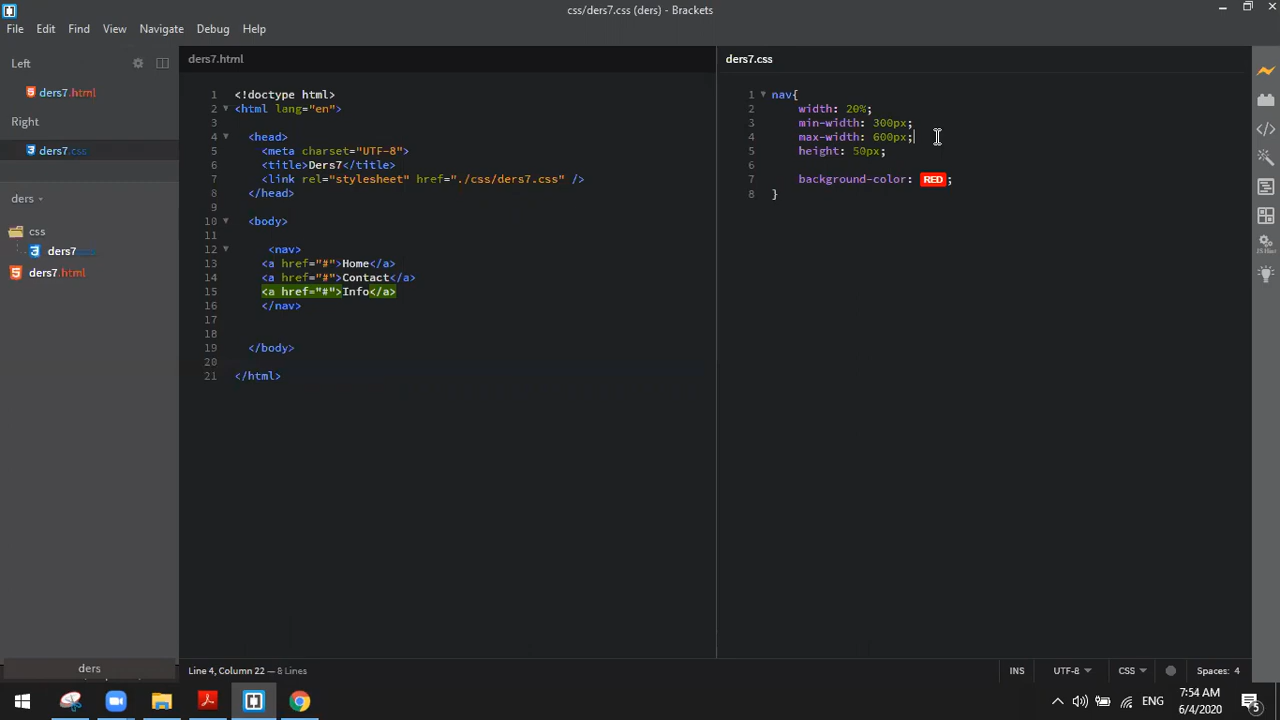 css/ders7.css (ders) - Brackets
File Edit Find View Navigate Debug Help
Left
ders7.html
Right
ders7.css
ders
css
ders7
ders7.html
ders7.html
1 <!doctype html>
2 <html lang="en">
3
4 <head>
5 <meta charset="UTF-8">
6 <title>Ders7</title>
7 <link rel="stylesheet" href="./css/ders7.css" />
8 </head>
9
10 <body>
11
12 <nav>
13 <a href="#">Home</a>
14 <a href="#">Contact</a>
15 <a href="#">Info</a>
16 </nav>
17
18
19 </body>
20
21 </html>
ders7.css
1 nav{
2 width: 20%;
3 min-width: 300px;
4 max-width: 600px;
5 height: 50px;
6
7 background-color: RED;
8 }
ders
Line 4, Column 22 — 8 Lines
INS UTF-8 CSS Spaces: 4
ENG
7:54 AM
6/4/2020
5